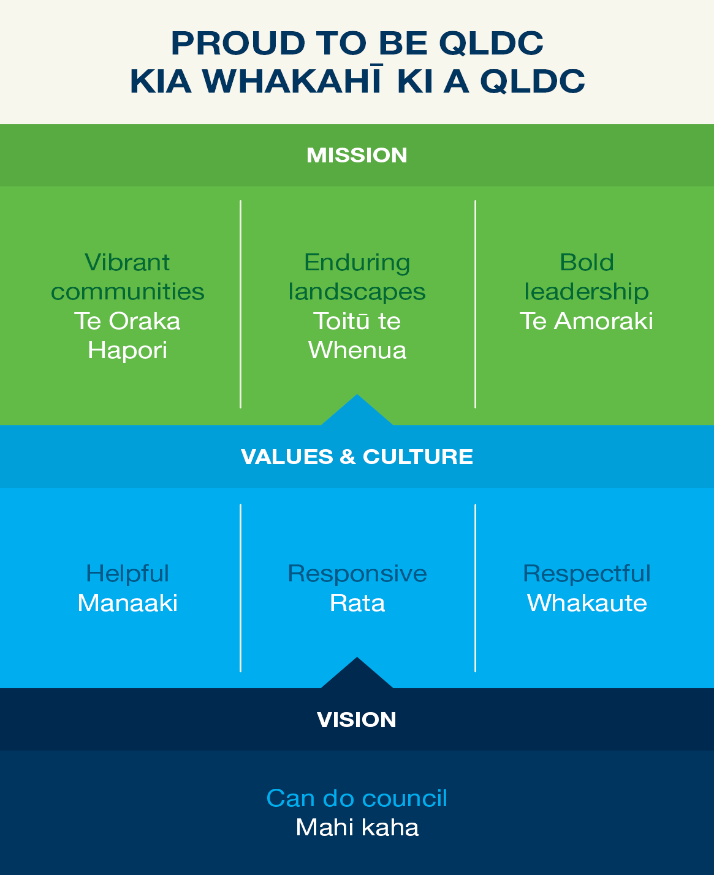 PROUD TO BE QLDC
KIA WHAKAHĪ KI A QLDC
MISSION
Vibrant
communities
Te Oraka
Hapori
Enduring
landscapes
Toitū te
Whenua
Bold
leadership
Te Amoraki
VALUES & CULTURE
Helpful
Manaaki
Responsive
Rata
Respectful
Whakaute
VISION
Can do council
Mahi kaha